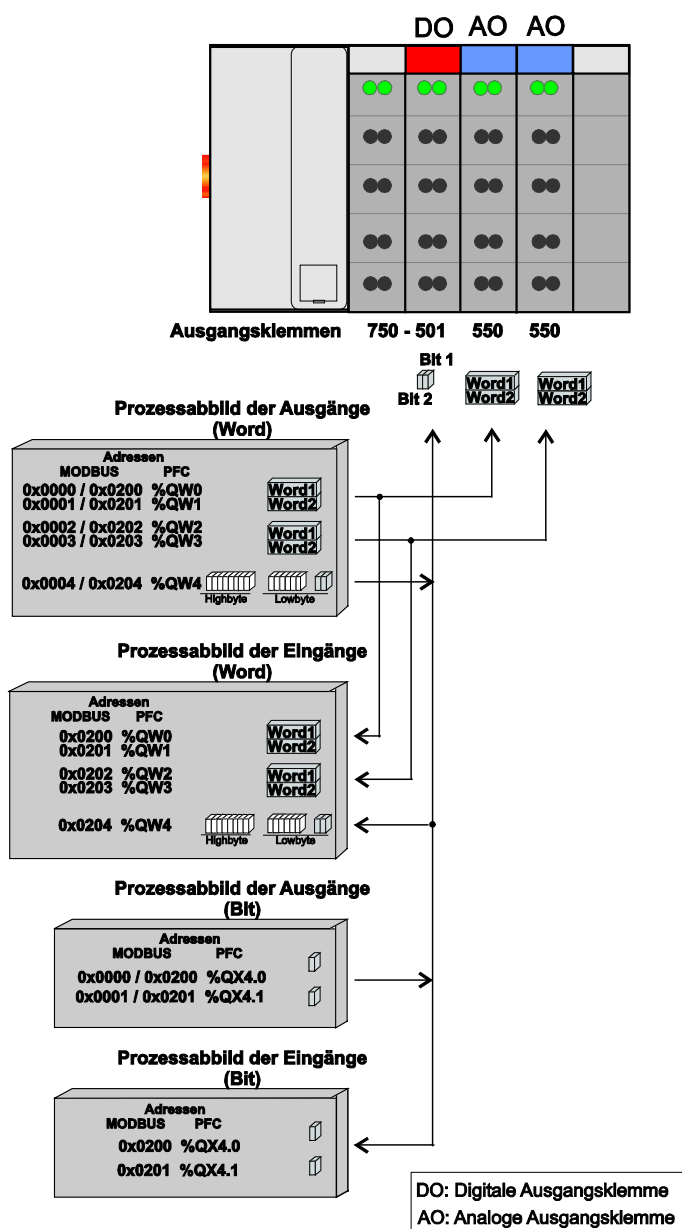 DO AO AO
Ausgangsklemmen 750 - 501 550 550
Bit 1
Bit 2
Word1 Word1
Word2 Word2
Prozessabbild der Ausgänge
(Word)
Adressen
MODBUS PFC
0x0000 / 0x0200 %QW0 Word1
0x0001 / 0x0201 %QW1 Word2
0x0002 / 0x0202 %QW2 Word1
0x0003 / 0x0203 %QW3 Word2
0x0004 / 0x0204 %QW4
Highbyte Lowbyte
Prozessabbild der Eingänge
(Word)
Adressen
MODBUS PFC
0x0200 %QW0 Word1
0x0201 %QW1 Word2
0x0202 %QW2 Word1
0x0203 %QW3 Word2
0x0204 %QW4
Highbyte Lowbyte
Prozessabbild der Ausgänge
(Bit)
Adressen
MODBUS PFC
0x0000 / 0x0200 %QX4.0
0x0001 / 0x0201 %QX4.1
Prozessabbild der Eingänge
(Bit)
Adressen
MODBUS PFC
0x0200 %QX4.0
0x0201 %QX4.1
DO: Digitale Ausgangsklemme
AO: Analoge Ausgangsklemme